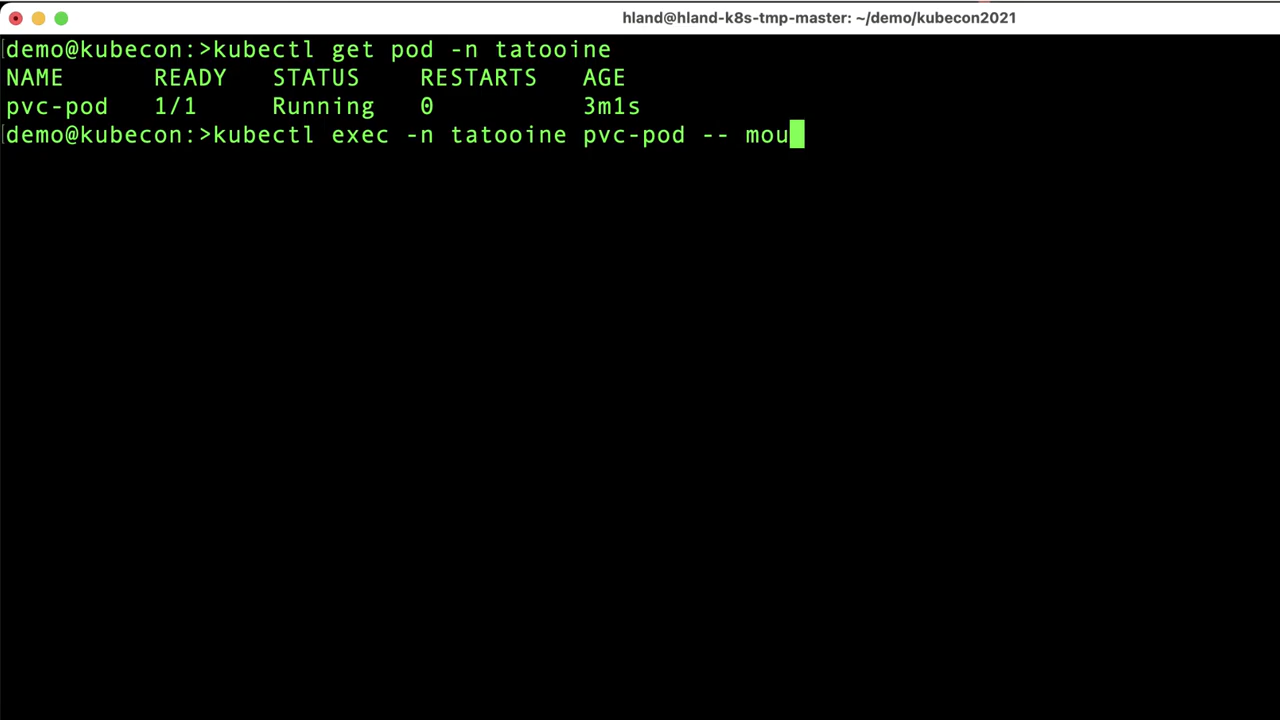 hland@hland-k8s-tmp-master: ~/demo/kubecon2021
[demo@kubecon:>kubectl get pod -n tatooine
NAME      READY   STATUS    RESTARTS   AGE
pvc-pod   1/1     Running   0          3m1s
[demo@kubecon:>kubectl exec -n tatooine pvc-pod -- mou